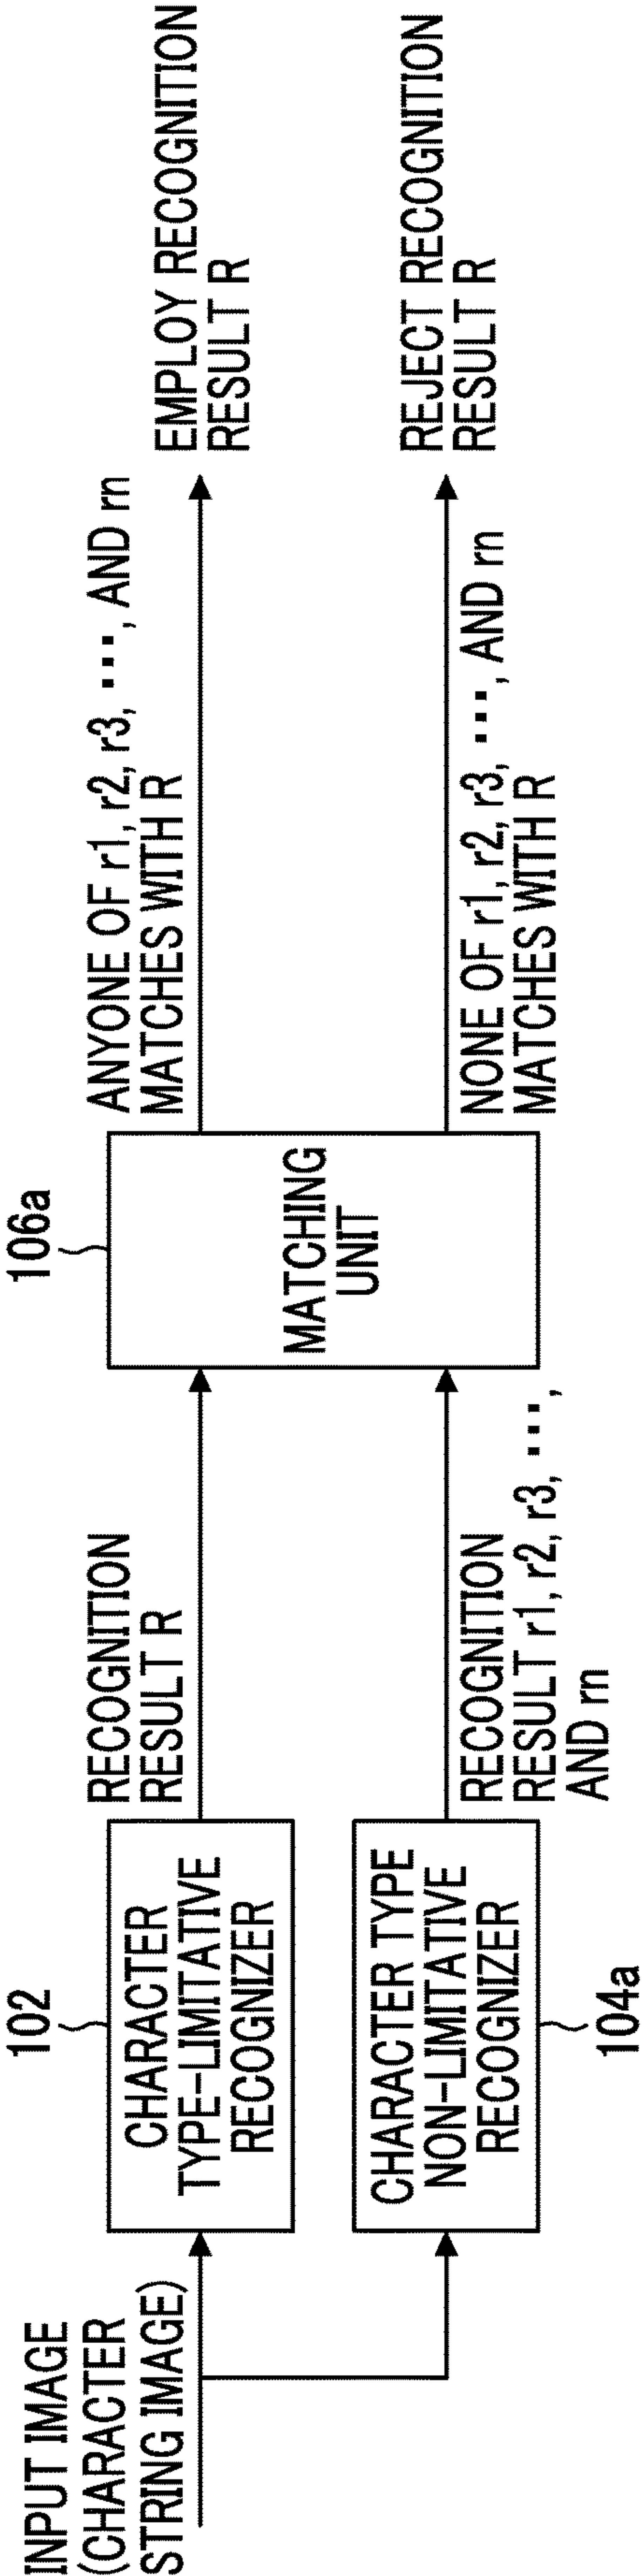 INPUT IMAGE
(CHARACTER
STRING IMAGE)
102
CHARACTER
TYPE-LIMITATIVE
RECOGNIZER
CHARACTER TYPE
NON-LIMITATIVE
RECOGNIZER
104a
RECOGNITION
RESULT R
RECOGNITION
RESULT r1, r2, r3, ···,
AND rn
106a
MATCHING
UNIT
ANYONE OF r1, r2, r3, ···, AND rn
MATCHES WITH R
NONE OF r1, r2, r3, ···, AND rn
MATCHES WITH R
EMPLOY RECOGNITION
RESULT R
REJECT RECOGNITION
RESULT R